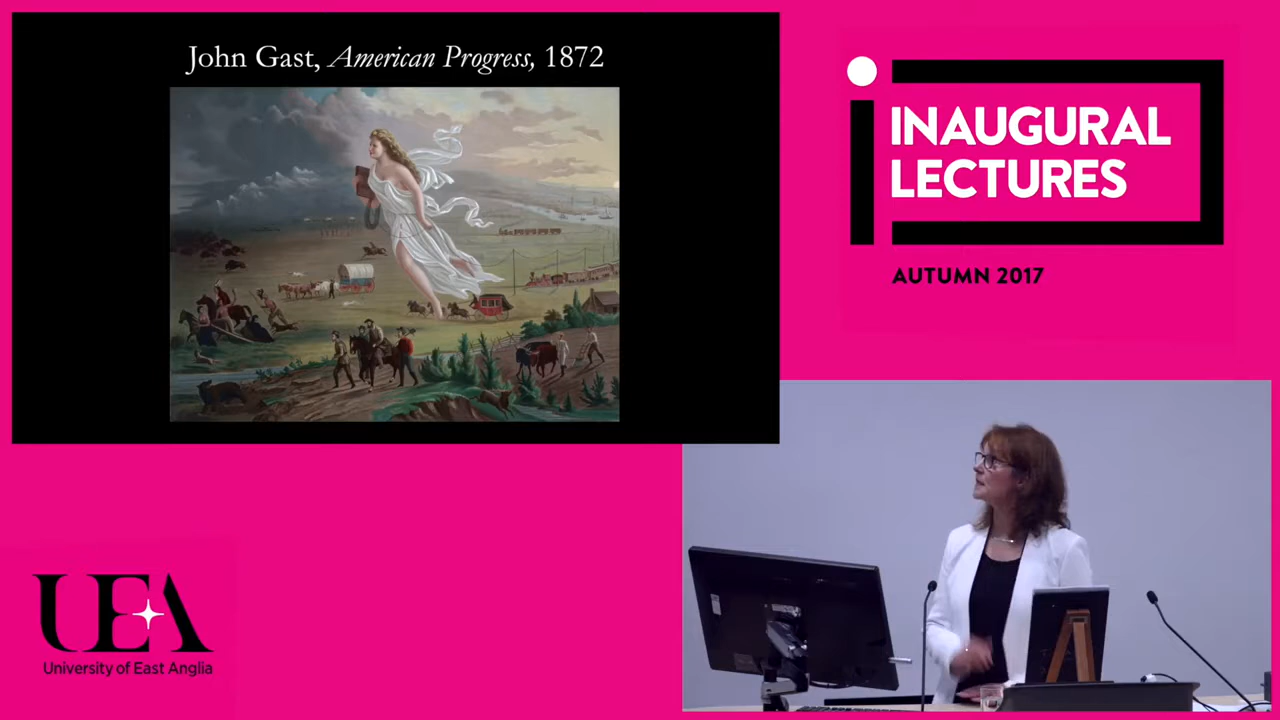 John Gast, American Progress, 1872
INAUGURAL
LECTURES
AUTUMN 2017
UEA
University of East Anglia